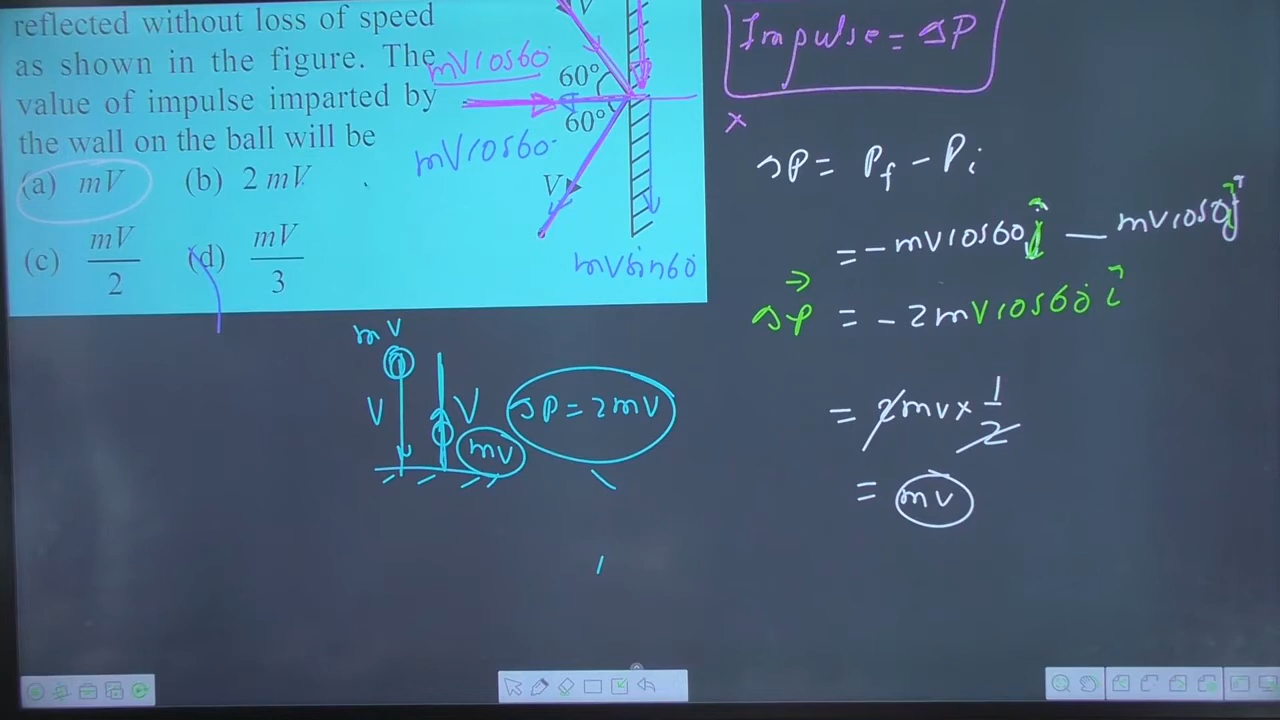 reflected without loss of speed
as shown in the figure. The
value of impulse imparted by
the wall on the ball will be
(a) mV (b) 2 mV
(c) mV/2 (d) mV/3
V
60°
60°
V
mVcos60
mVcos60
mVsin60
Impulse = ΔP
x
ΔP = Pf - Pi
= - mVcos60 î — mVcos0 ĵ
ΔP = - 2mVcos60 î
= 2mv x 1/2
= mv
mV
V
V
mv
ΔP = 2mV